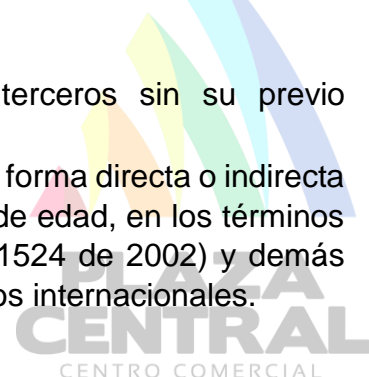 terceros sin su previo
forma directa o indirecta
de edad, en los términos
1524 de 2002) y demás
os internacionales.
PLAZA
CENTRAL
CENTRO COMERCIAL